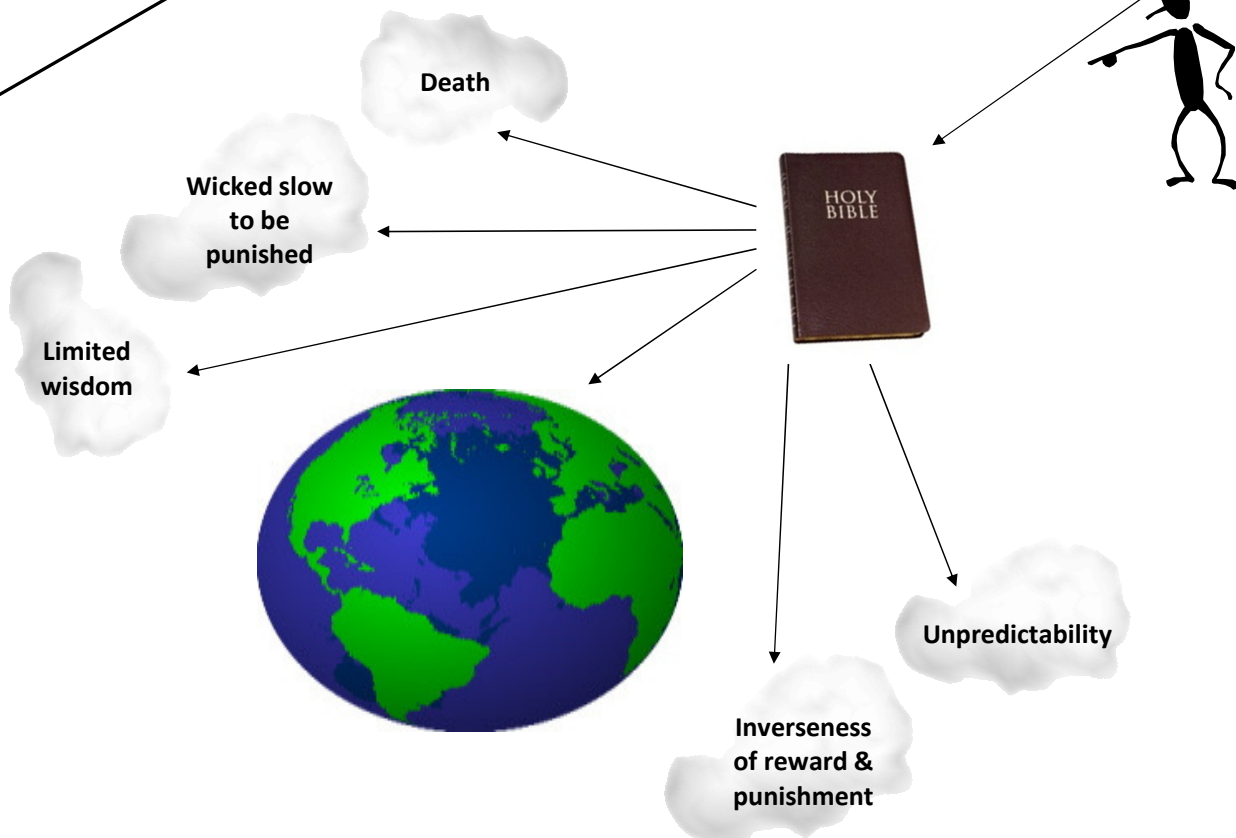 Death
Wicked slow
to be
punished
HOLY
BIBLE
Limited
wisdom
Unpredictability
Inverseness
of reward &
punishment